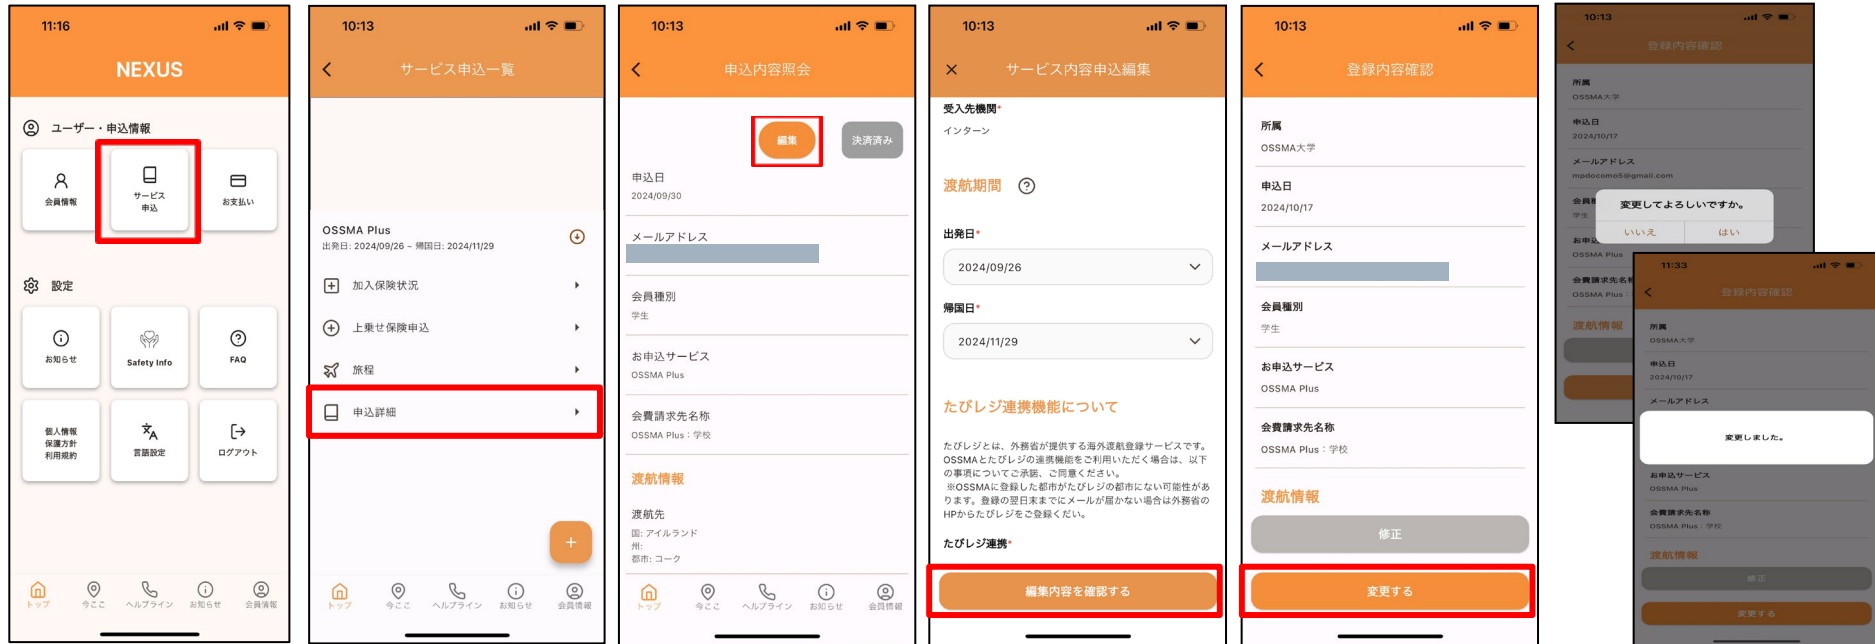 11:16
NEXUS
ユーザー・申込情報
会員情報
サービス
申込
お支払い
設定
お知らせ
Safety Info
FAQ
個人情報
保護方針
利用規約
言語設定
ログアウト
トップ
今ここ
ヘルプライン
お知らせ
会員情報
10:13
サービス申込一覧
OSSMA Plus
出発日: 2024/09/26 ~ 帰国日: 2024/11/29
加入保険状況
上乗せ保険申込
旅程
申込詳細
+
トップ
今ここ
ヘルプライン
お知らせ
会員情報
10:13
申込内容照会
編集
決済済み
申込日
2024/09/30
メールアドレス
会員種別
学生
お申込サービス
OSSMA Plus
会費請求先名称
OSSMA Plus：学校
渡航情報
渡航先
国: アイルランド
州:
都市: コーク
トップ
今ここ
ヘルプライン
お知らせ
会員情報
10:13
サービス内容申込編集
受入先機関*
インターン
渡航期間
出発日*
2024/09/26
帰国日*
2024/11/29
たびレジ連携機能について
たびレジとは、外務省が提供する海外渡航登録サービスです。
OSSMAとたびレジの連携機能をご利用いただく場合は、以下
の事項についてご承諾、ご同意ください。
※OSSMAに登録した都市がたびレジの都市にない可能性があ
ります。登録の翌日末までにメールが届かない場合は外務省の
HPからたびレジをご登録くだい。
たびレジ連携*
編集内容を確認する
10:13
登録内容確認
所属
OSSMA大学
申込日
2024/10/17
メールアドレス
会員種別
学生
お申込サービス
OSSMA Plus
会費請求先名称
OSSMA Plus：学校
渡航情報
修正
変更する
10:13
登録内容確認
所属
OSSMA大学
申込日
2024/10/17
メールアドレス
mpdocomo5@gmail.com
会員種
学生
変更してよろしいですか。
いいえ
はい
お申込
OSSMA Plus
会費請求先名称
OSSMA Plus：
渡航情報
11:33
登録内容確認
所属
OSSMA大学
申込日
2024/10/17
メールアドレス
変更しました。
お申込サービス
OSSMA Plus
会費請求先名称
OSSMA Plus：学校
渡航情報
修正
変更する